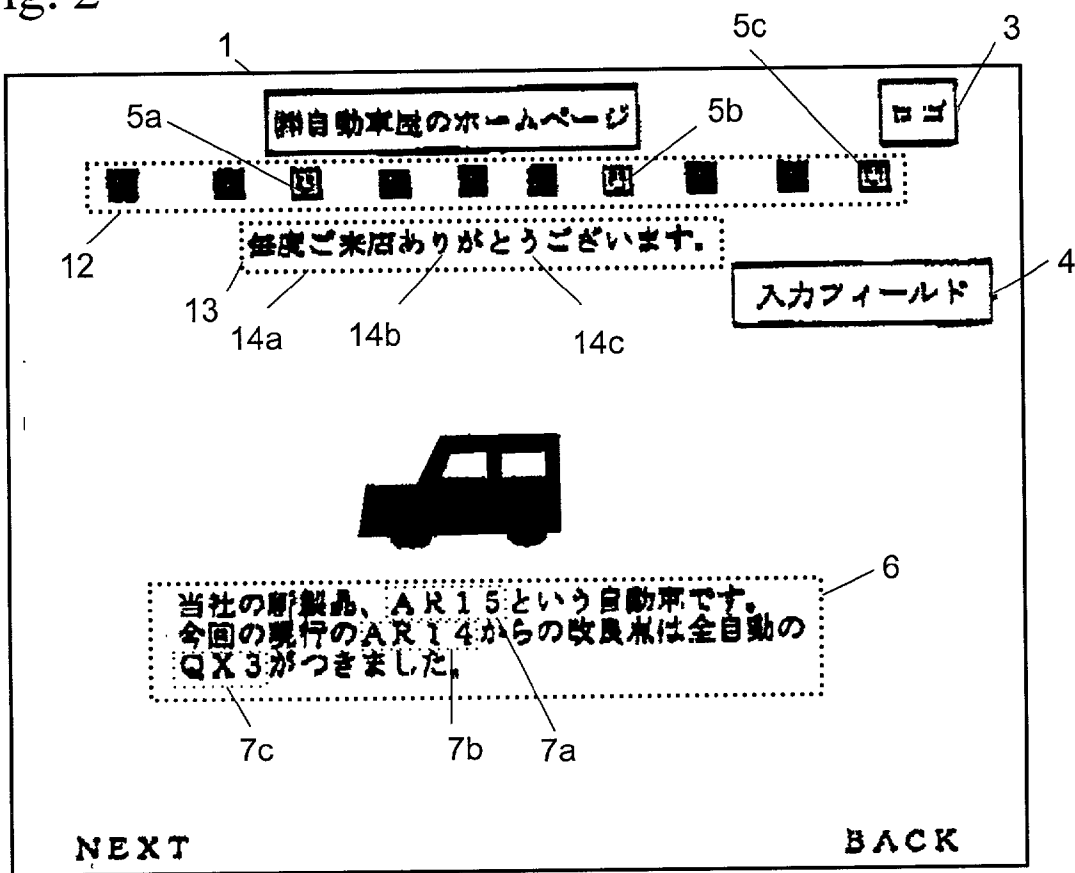 ig. 2
1
5c
3
5a
㈱自動車屋のホームページ
5b
ロゴ
12
毎度ご来店ありがとうございます.
13
14a
14b
14c
入力フィールド
4
6
当社の新製品、AR15という自動車です.
今回の現行のAR14からの改良点は全自動の
QX3がつきました.
7c
7b
7a
NEXT
BACK